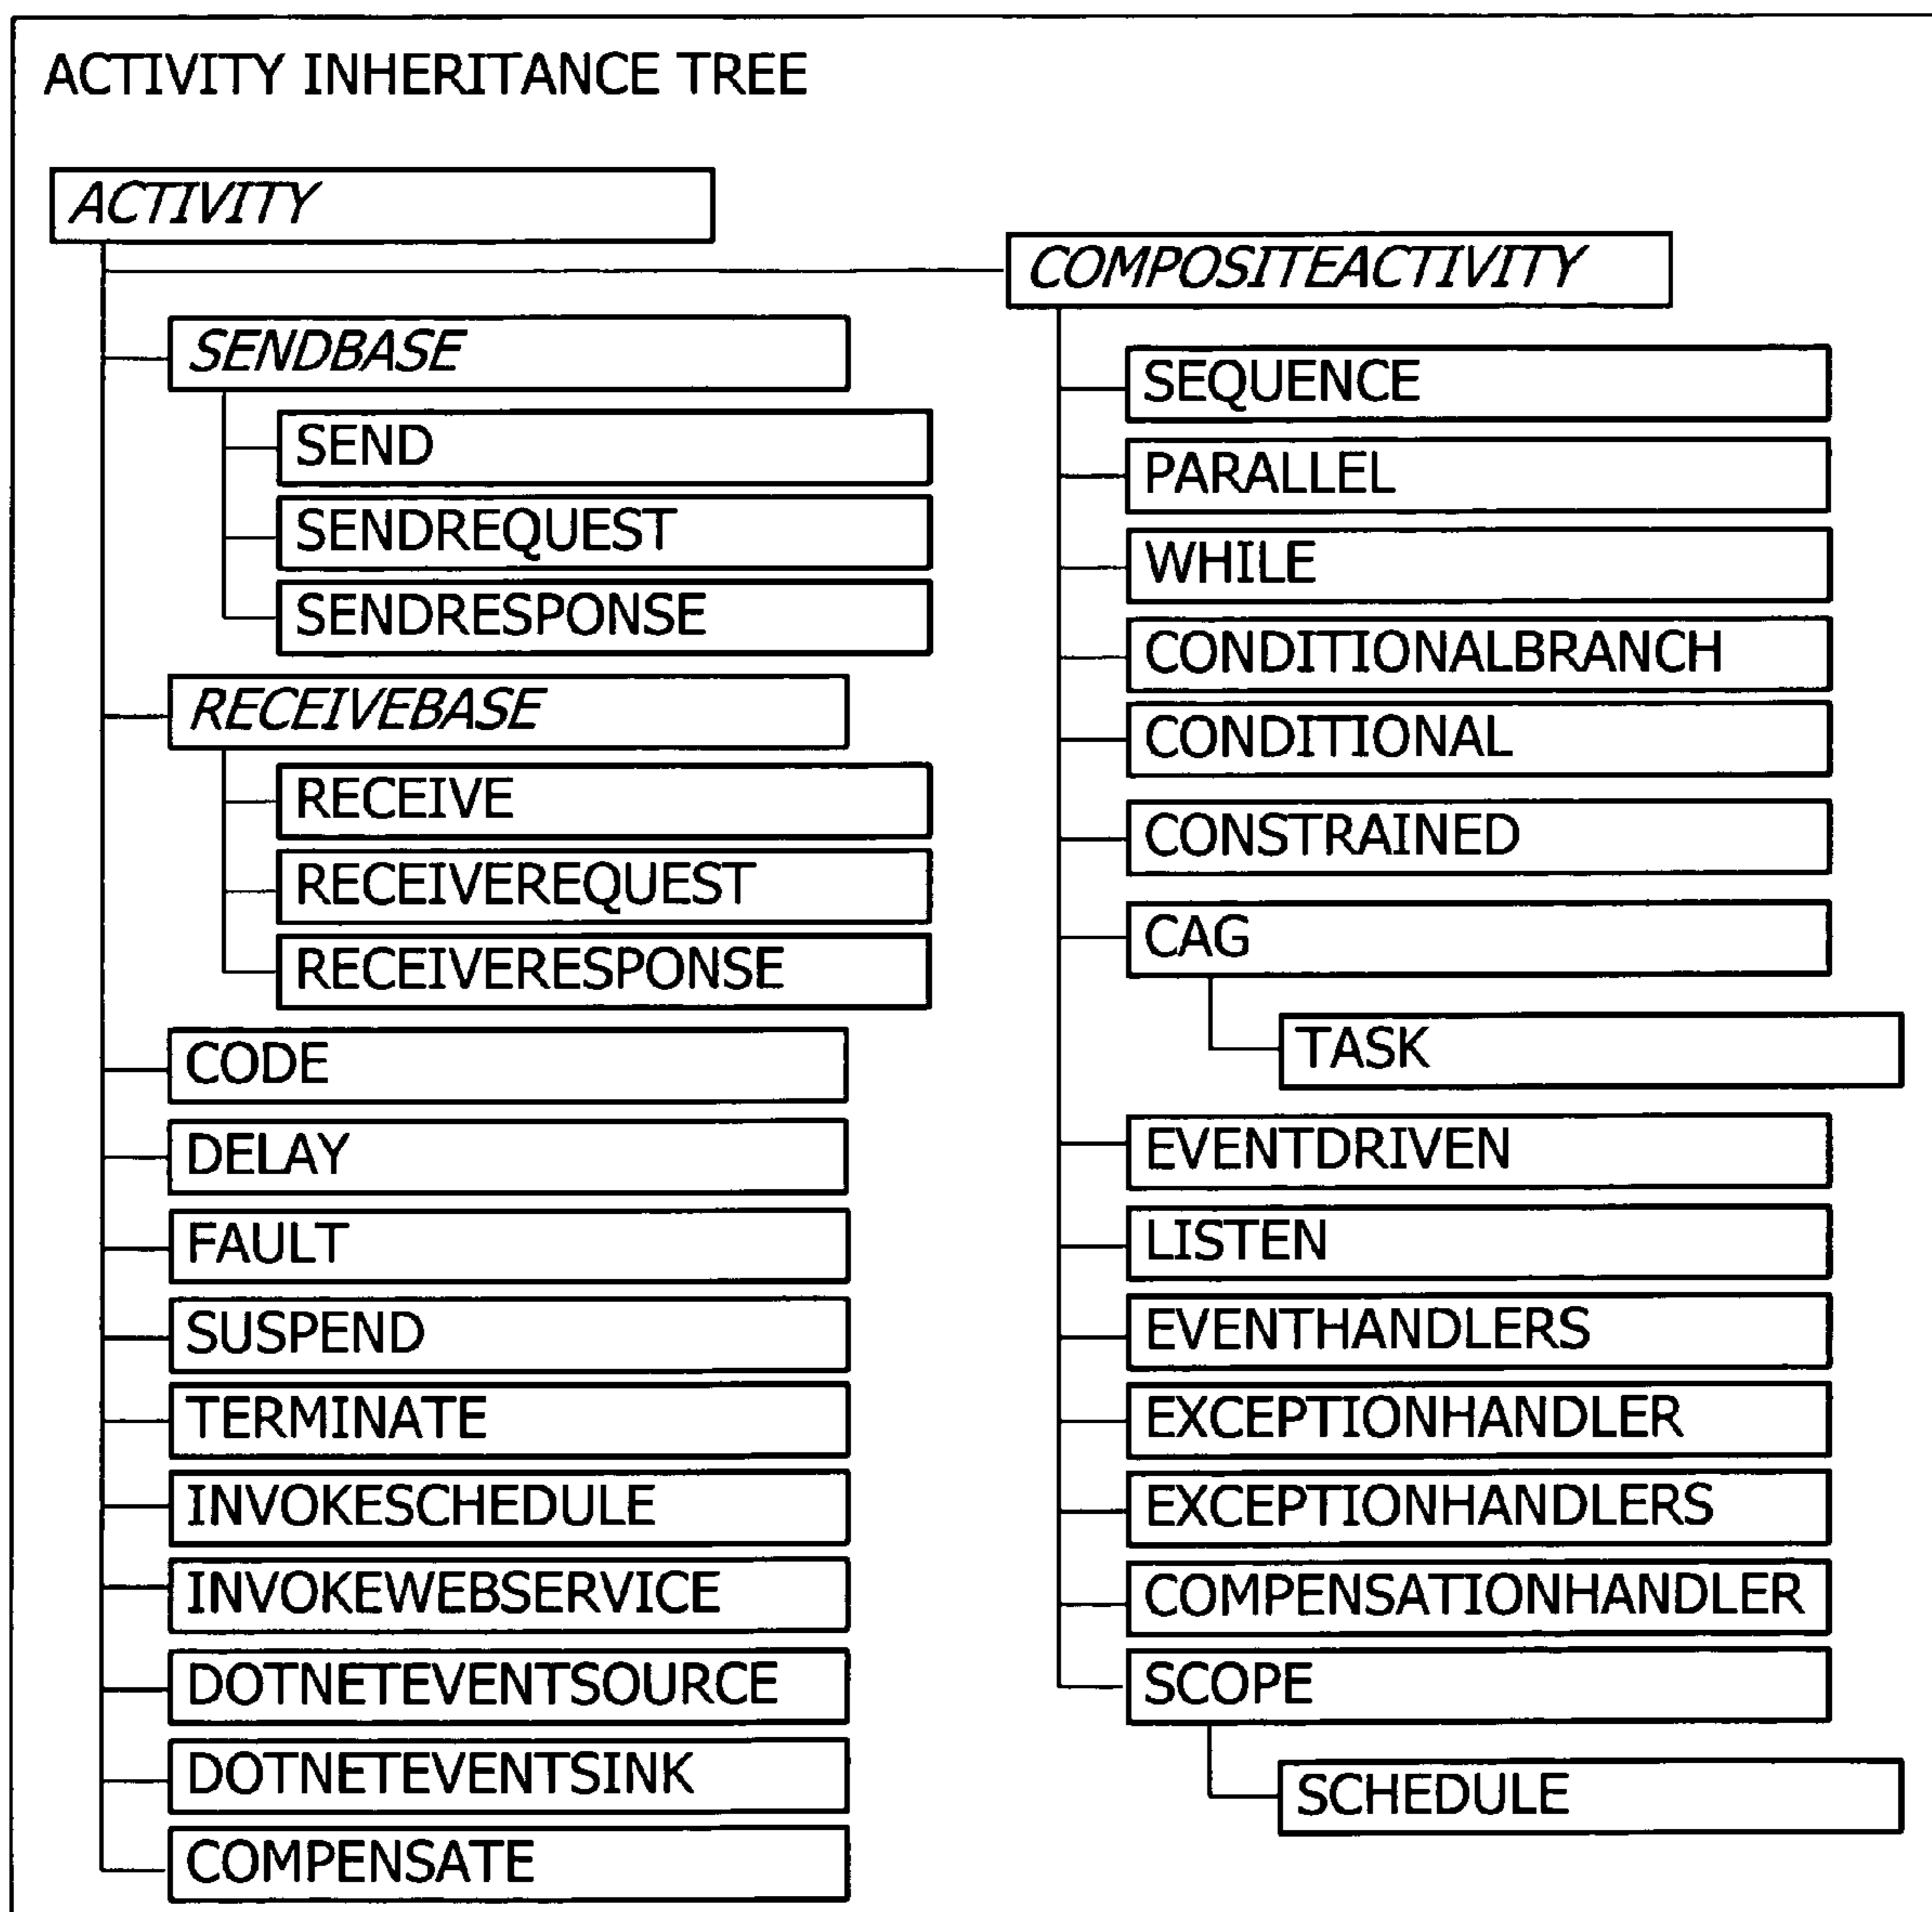 ACTIVITY INHERITANCE TREE
ACTIVITY
SENDBASE
SEND
SENDREQUEST
SENDRESPONSE
RECEIVEBASE
RECEIVE
RECEIVEREQUEST
RECEIVERESPONSE
CODE
DELAY
FAULT
SUSPEND
TERMINATE
INVOKESCHEDULE
INVOKEWEBSERVICE
DOTNETEVENTSOURCE
DOTNETEVENTSINK
COMPENSATE
COMPOSITEACTIVITY
SEQUENCE
PARALLEL
WHILE
CONDITIONALBRANCH
CONDITIONAL
CONSTRAINED
CAG
TASK
EVENTDRIVEN
LISTEN
EVENTHANDLERS
EXCEPTIONHANDLER
EXCEPTIONHANDLERS
COMPENSATIONHANDLER
SCOPE
SCHEDULE